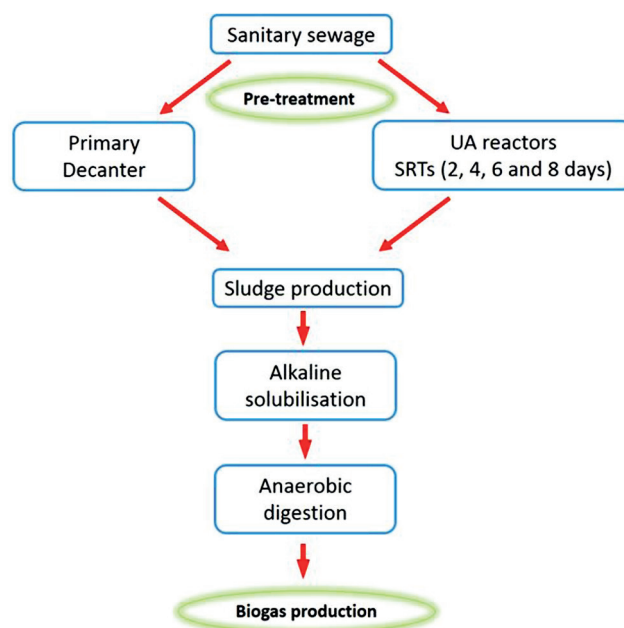 Sanitary sewage
Pre-treatment
Primary
Decanter
UA reactors
SRTs (2, 4, 6 and 8 days)
Sludge production
Alkaline
solubilisation
Anaerobic
digestion
Biogas production